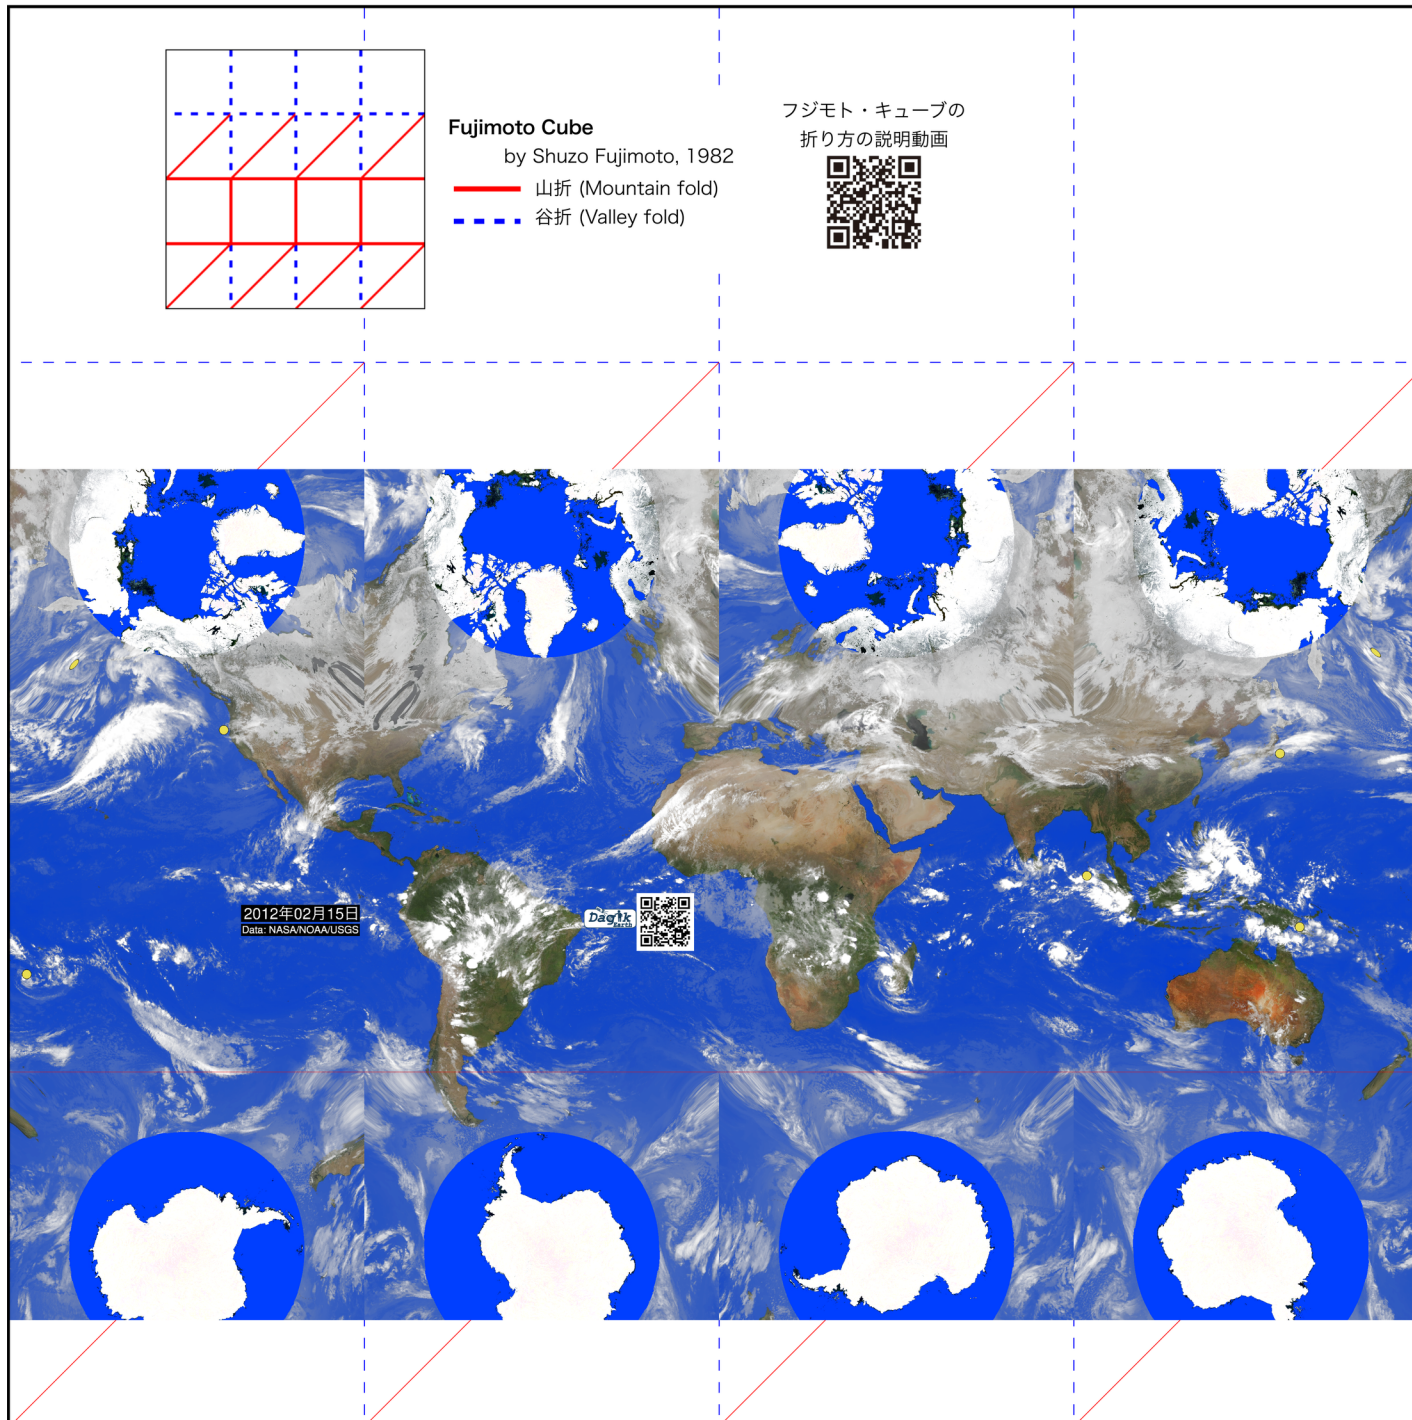 Fujimoto Cube
by Shuzo Fujimoto, 1982
山折 (Mountain fold)
谷折 (Valley fold)
フジモト・キューブの
折り方の説明動画
2012年02月15日
Data: NASA/NOAA/USGS
Dagik
Earth